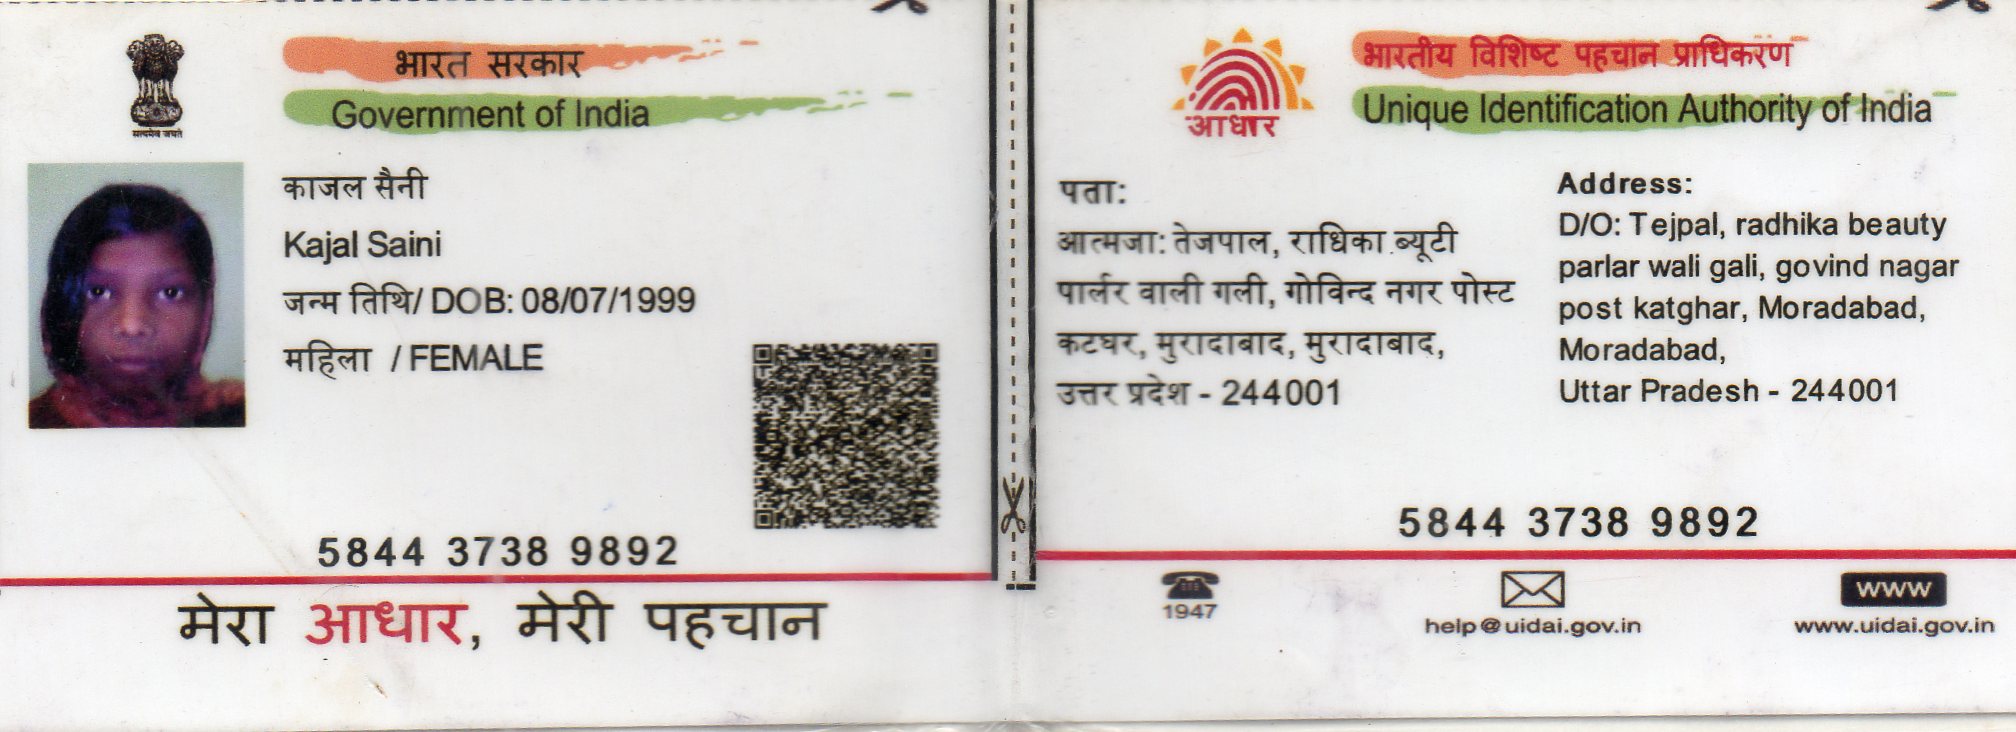 भारत सरकार
Government of India
सत्यमेव जयते
काजल सैनी
Kajal Saini
जन्म तिथि/ DOB: 08/07/1999
महिला / FEMALE
5844 3738 9892
मेरा आधार, मेरी पहचान
भारतीय विशिष्ट पहचान प्राधिकरण
Unique Identification Authority of India
आधार
पता:
आत्मजा: तेजपाल, राधिका ब्यूटी
पार्लर वाली गली, गोविन्द नगर पोस्ट
कटघर, मुरादाबाद, मुरादाबाद,
उत्तर प्रदेश - 244001
Address:
D/O: Tejpal, radhika beauty
parlar wali gali, govind nagar
post katghar, Moradabad,
Moradabad,
Uttar Pradesh - 244001
5844 3738 9892
1947
help@uidai.gov.in
www
www.uidai.gov.in